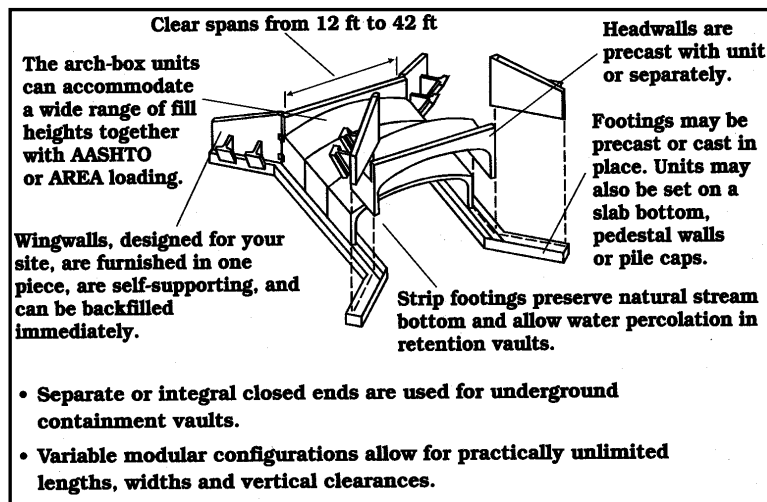 Clear spans from 12 ft to 42 ft
The arch-box units
can accommodate
a wide range of fill
heights together
with AASHTO
or AREA loading.
Headwalls are
precast with unit
or separately.
Footings may be
precast or cast in
place. Units may
also be set on a
slab bottom,
pedestal walls
or pile caps.
Wingwalls, designed for your
site, are furnished in one
piece, are self-supporting, and
can be backfilled
immediately.
Strip footings preserve natural stream
bottom and allow water percolation in
retention vaults.
• Separate or integral closed ends are used for underground
containment vaults.
• Variable modular configurations allow for practically unlimited
lengths, widths and vertical clearances.